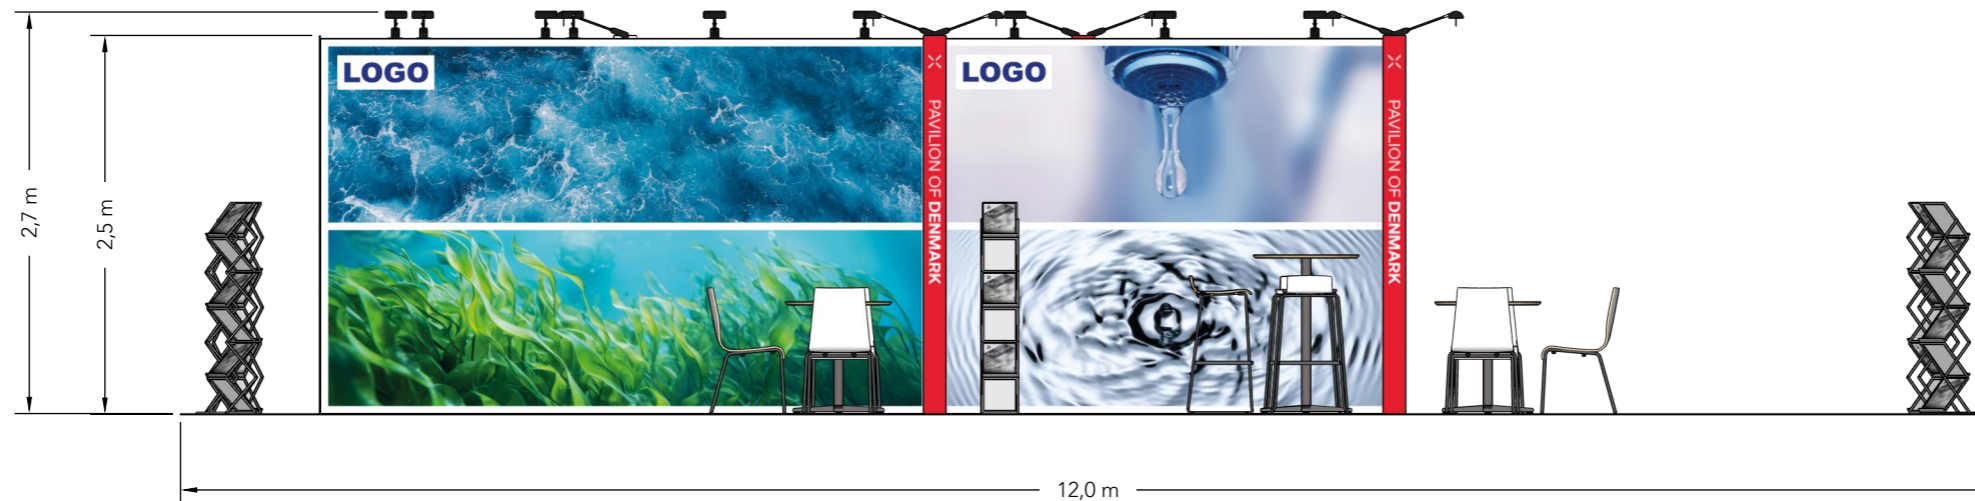 2,7 m
2,5 m
LOGO
LOGO
PAVILION OF DENMARK
PAVILION OF DENMARK
12,0 m